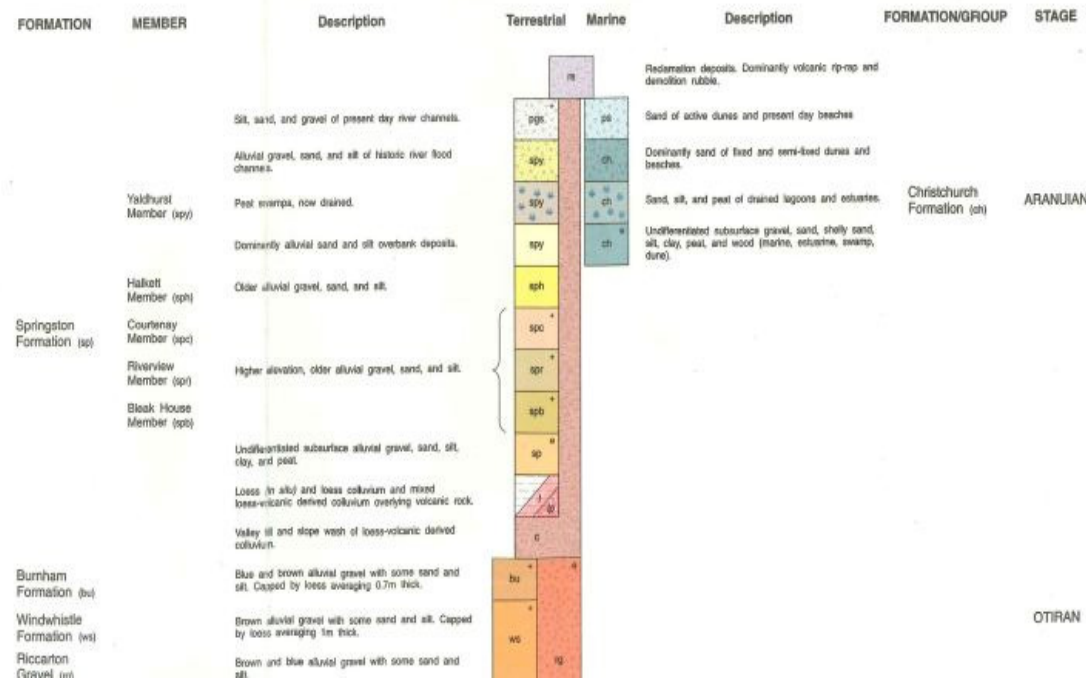 FORMATION MEMBER Description Terrestrial Marine Description FORMATION/GROUP STAGE
Reclamation deposits. Dominantly volcanic rip-rap and
demolition rubble.
Silt, sand, and gravel of present day river channels.
pgs
ps
Sand of active dunes and present day beaches
Alluvial gravel, sand, and silt of historic river flood
channels.
spy
ch
Dominantly sand of fixed and semi-fixed dunes and
beaches.
Yaldhurst
Member (spy)
Peat swamps, now drained.
spy
ch
Sand, silt, and peat of drained lagoons and estuaries.
Christchurch
Formation (ch)
ARANUIAN
Dominantly alluvial sand and silt overbank deposits.
spy
ch
Undifferentiated subsurface gravel, sand, shelly sand,
silt, clay, peat, and wood (marine, estuarine, swamp,
dune).
Halkett
Member (sph)
Older alluvial gravel, sand, and silt.
sph
Springston
Formation (sp)
Courtenay
Member (spc)
spc
Riverview
Member (spr)
Higher elevation, older alluvial gravel, sand, and silt.
spr
Bleak House
Member (spb)
spb
Undifferentiated subsurface alluvial gravel, sand, silt,
clay, and peat.
sp
Loess (in situ) and loess colluvium and mixed
loess-volcanic derived colluvium overlying volcanic rock.
Valley fill and slope wash of loess-volcanic derived
colluvium.
c
Burnham
Formation (bu)
Blue and brown alluvial gravel with some sand and
silt. Capped by loess averaging 0.7m thick.
bu
Windwhistle
Formation (ws)
Brown alluvial gravel with some sand and silt. Capped
by loess averaging 1m thick.
ws
OTIRAN
Riccarton
Gravel
Brown and blue alluvial gravel with some sand and
silt.
rg